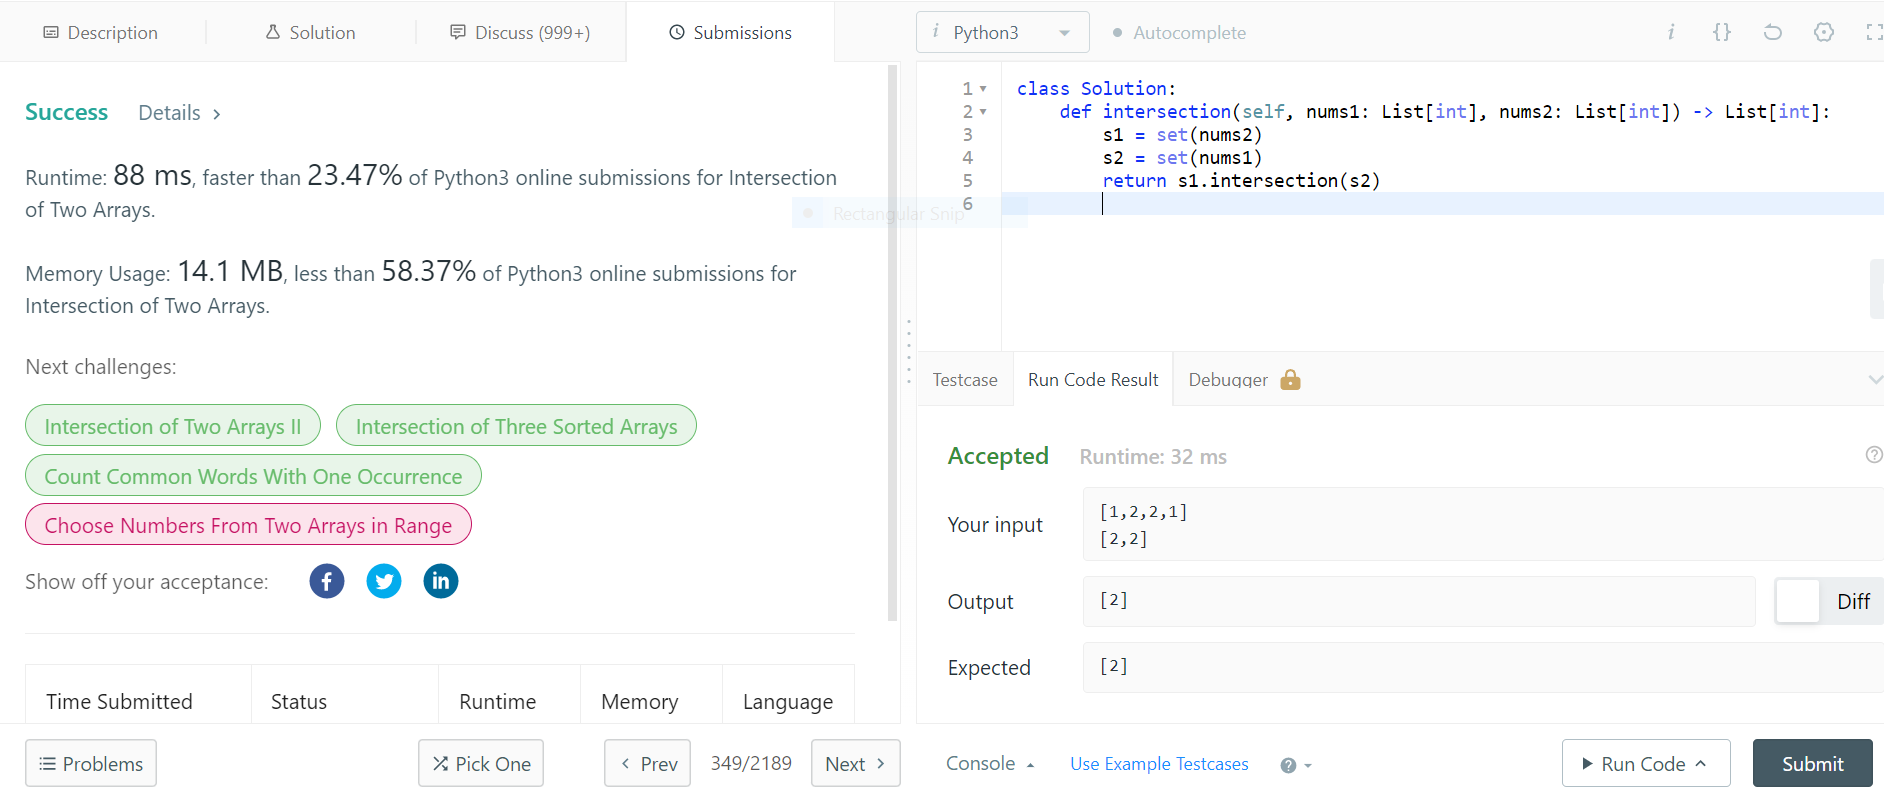 Description
Solution
Discuss (999+)
Submissions
i Python3
Autocomplete
i {}
Success Details >
Runtime: 88 ms, faster than 23.47% of Python3 online submissions for Intersection
of Two Arrays.
Rectangular Snip
Memory Usage: 14.1 MB, less than 58.37% of Python3 online submissions for
Intersection of Two Arrays.
Next challenges:
Intersection of Two Arrays II
Intersection of Three Sorted Arrays
Count Common Words With One Occurrence
Choose Numbers From Two Arrays in Range
Show off your acceptance: f in
Time Submitted Status Runtime Memory Language
Problems
Pick One
< Prev
349/2189
Next >
1 class Solution:
2     def intersection(self, nums1: List[int], nums2: List[int]) -> List[int]:
3         s1 = set(nums2)
4         s2 = set(nums1)
5         return s1.intersection(s2)
6
Testcase
Run Code Result
Debugger
Accepted Runtime: 32 ms
?
Your input
[1,2,2,1]
[2,2]
Output
[2]
Diff
Expected
[2]
Console
Use Example Testcases
?
Run Code
Submit